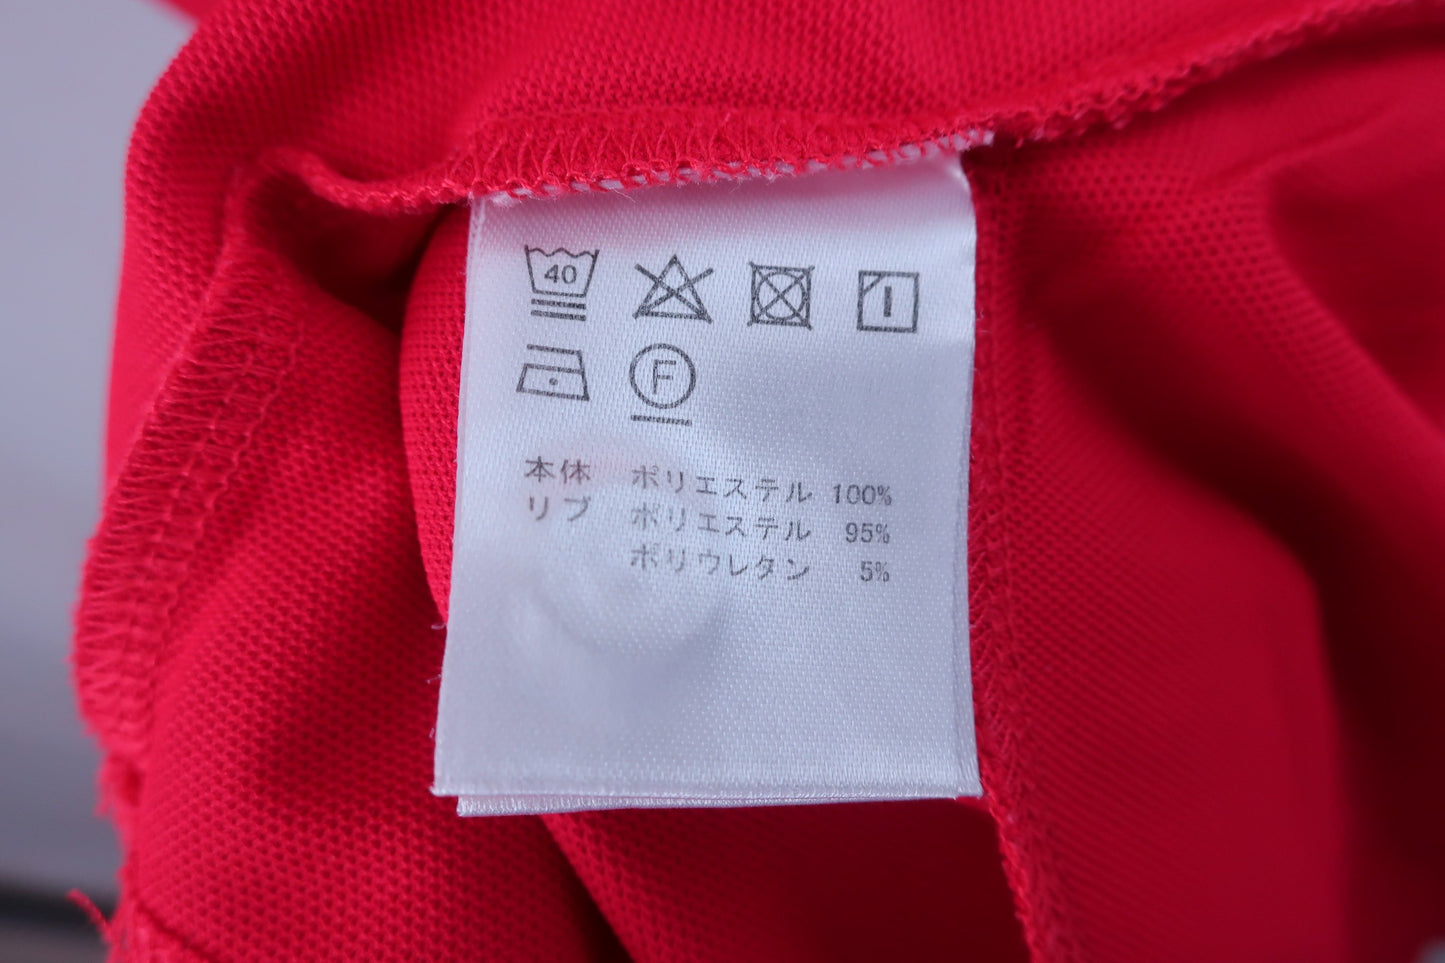 40
F
本体 ポリエステル 100%
リブ ポリエステル 95%
ポリウレタン 5%